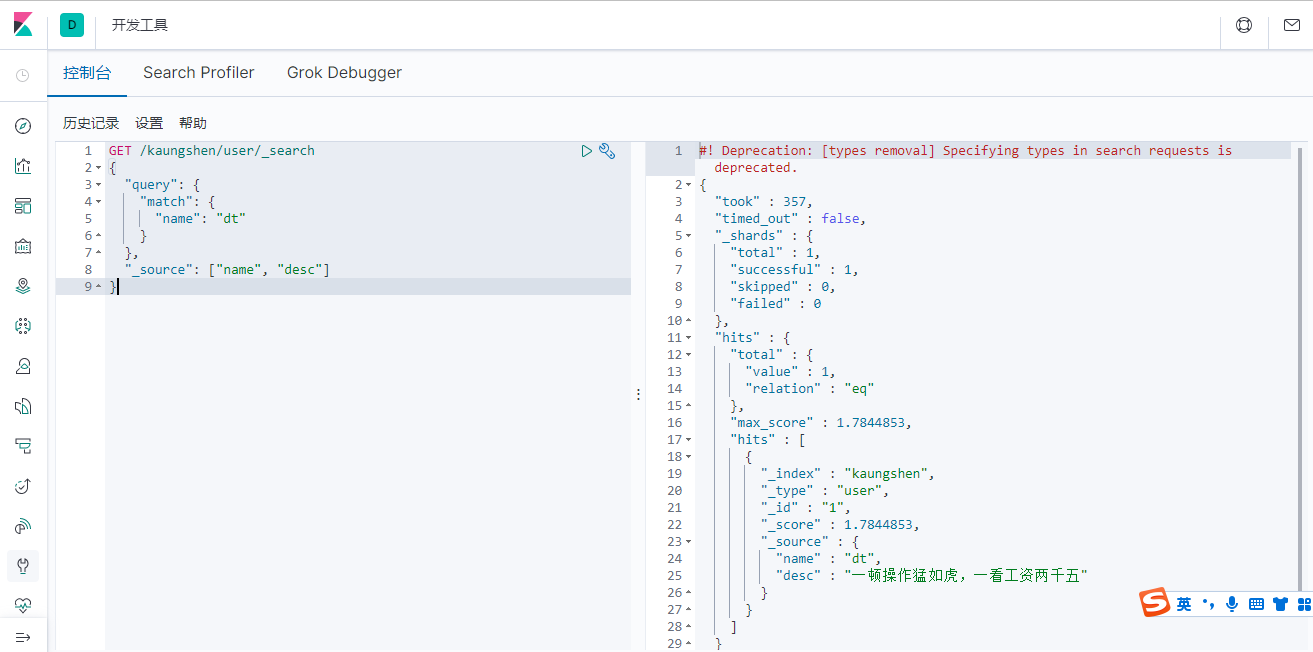 D 开发工具
控制台 Search Profiler Grok Debugger
历史记录 设置 帮助
1 GET /kaungshen/user/_search
2 {
3 "query": {
4 "match": {
5 "name": "dt"
6 }
7 },
8 "_source": ["name", "desc"]
9 }
1 #! Deprecation: [types removal] Specifying types in search requests is
deprecated.
2 {
3 "took" : 357,
4 "timed_out" : false,
5 "_shards" : {
6 "total" : 1,
7 "successful" : 1,
8 "skipped" : 0,
9 "failed" : 0
10 },
11 "hits" : {
12 "total" : {
13 "value" : 1,
14 "relation" : "eq"
15 },
16 "max_score" : 1.7844853,
17 "hits" : [
18 {
19 "_index" : "kaungshen",
20 "_type" : "user",
21 "_id" : "1",
22 "_score" : 1.7844853,
23 "_source" : {
24 "name" : "dt",
25 "desc" : "一顿操作猛如虎，一看工资两千五"
26 }
27 }
28 ]
29 }
S 英